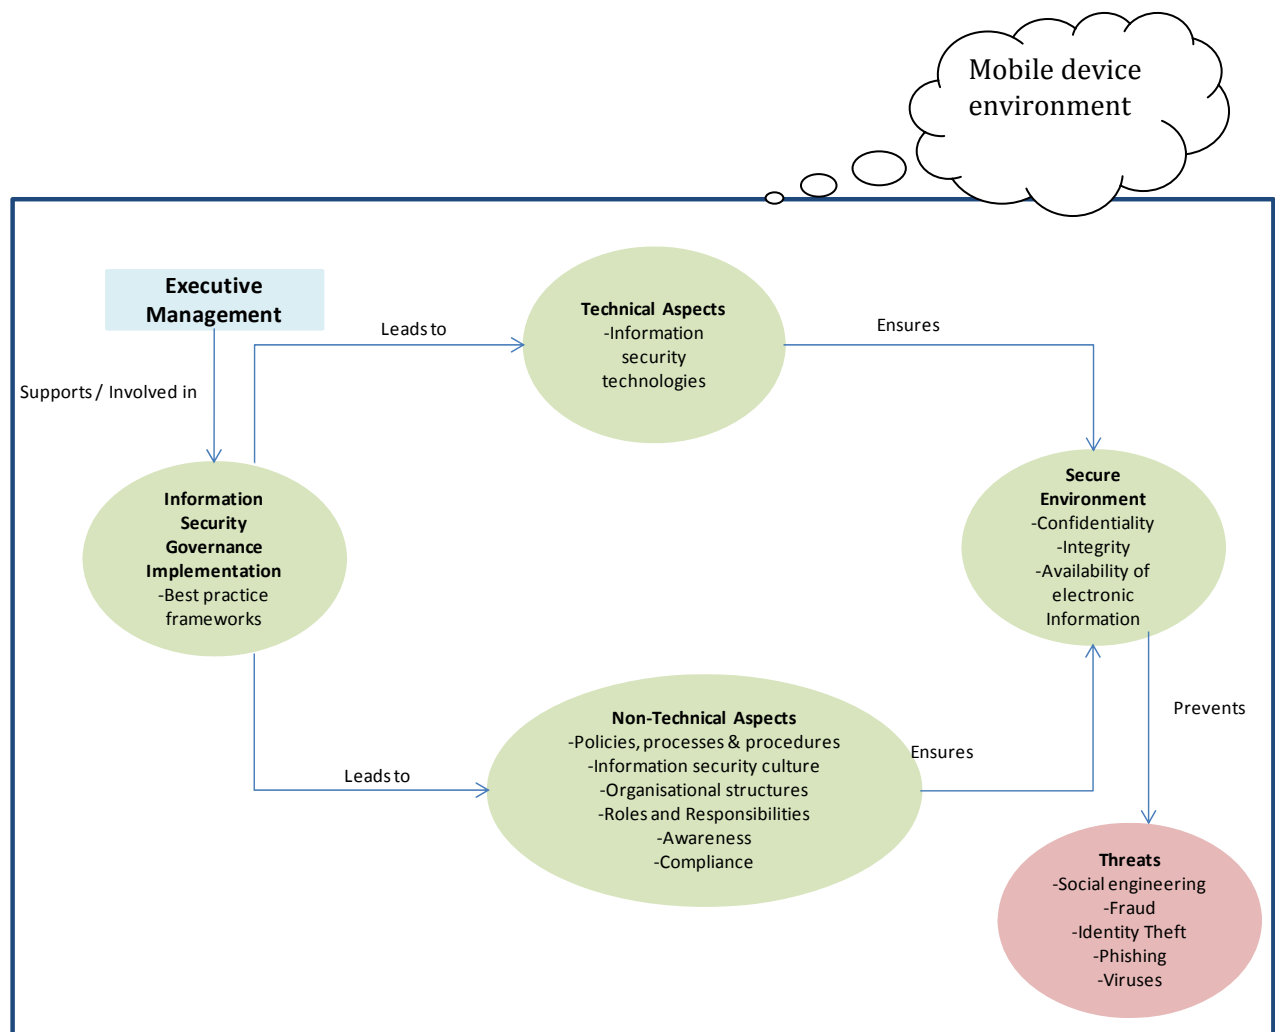 Mobile device
environment
Executive
Management
Supports / Involved in
Leads to
Technical Aspects
-Information
security
technologies
Ensures
Information
Security
Governance
Implementation
-Best practice
frameworks
Secure
Environment
-Confidentiality
-Integrity
-Availability of
electronic
Information
Leads to
Non-Technical Aspects
-Policies, processes & procedures
-Information security culture
-Organisational structures
-Roles and Responsibilities
-Awareness
-Compliance
Ensures
Prevents
Threats
-Social engineering
-Fraud
-Identity Theft
-Phishing
-Viruses